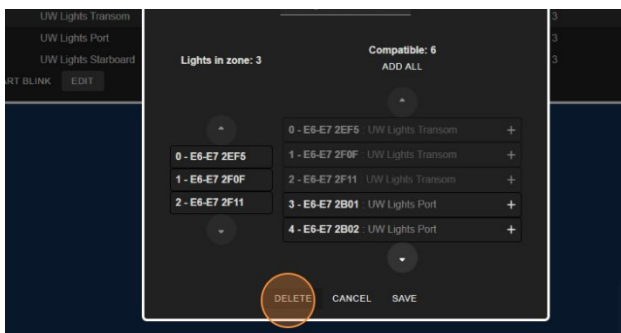 UW Lights Transom
3
UW Lights Port
3
UW Lights Starboard
3
ART BLINK EDIT
Lights in zone: 3
0 - E6-E7 2EF5
1 - E6-E7 2F0F
2 - E6-E7 2F11
Compatible: 6
ADD ALL
0 - E6-E7 2EF5 : UW Lights Transom +
1 - E6-E7 2F0F : UW Lights Transom +
2 - E6-E7 2F11 : UW Lights Transom +
3 - E6-E7 2B01 : UW Lights Port +
4 - E6-E7 2B02 : UW Lights Port +
DELETE CANCEL SAVE